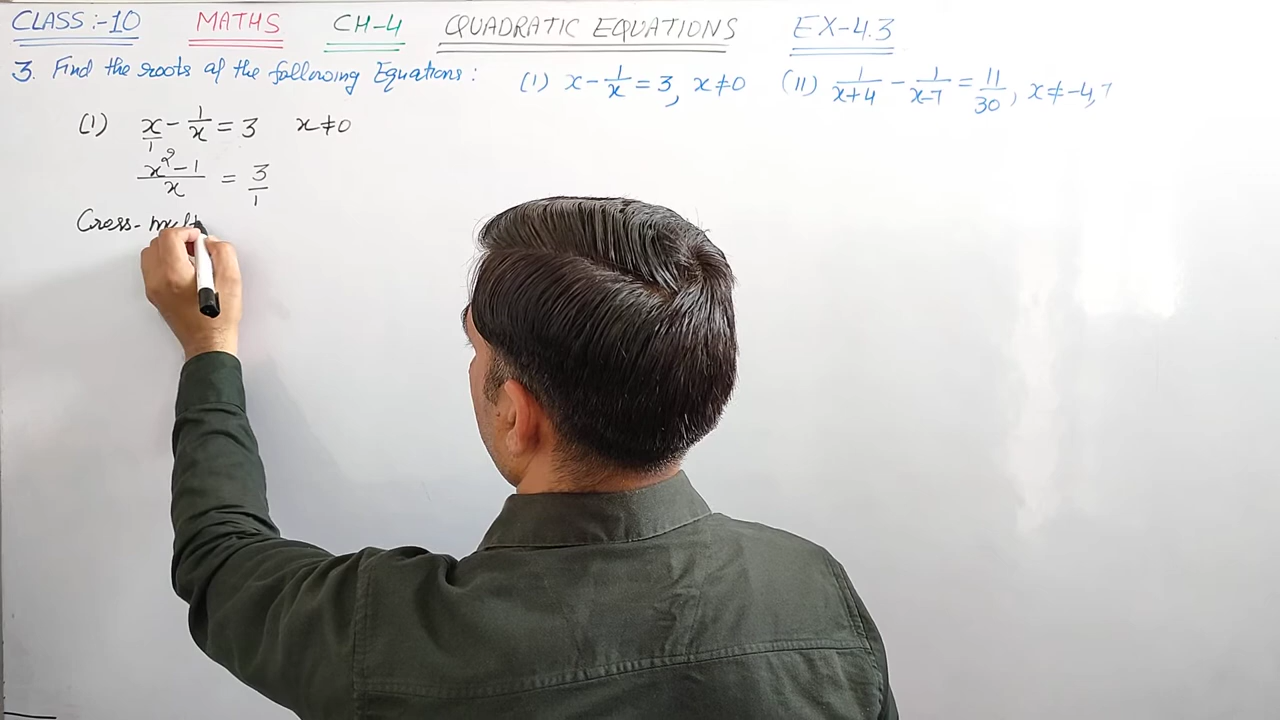 CLASS :- 10 MATHS CH-4 QUADRATIC EQUATIONS EX-4.3
3. Find the roots of the following Equations : (I) x - 1/x = 3, x ≠ 0 (II) 1/(x+4) - 1/(x-7) = 11/30, x ≠ -4, 7
(I) x/1 - 1/x = 3 x ≠ 0
(x² - 1)/x = 3/1
Cross-mult